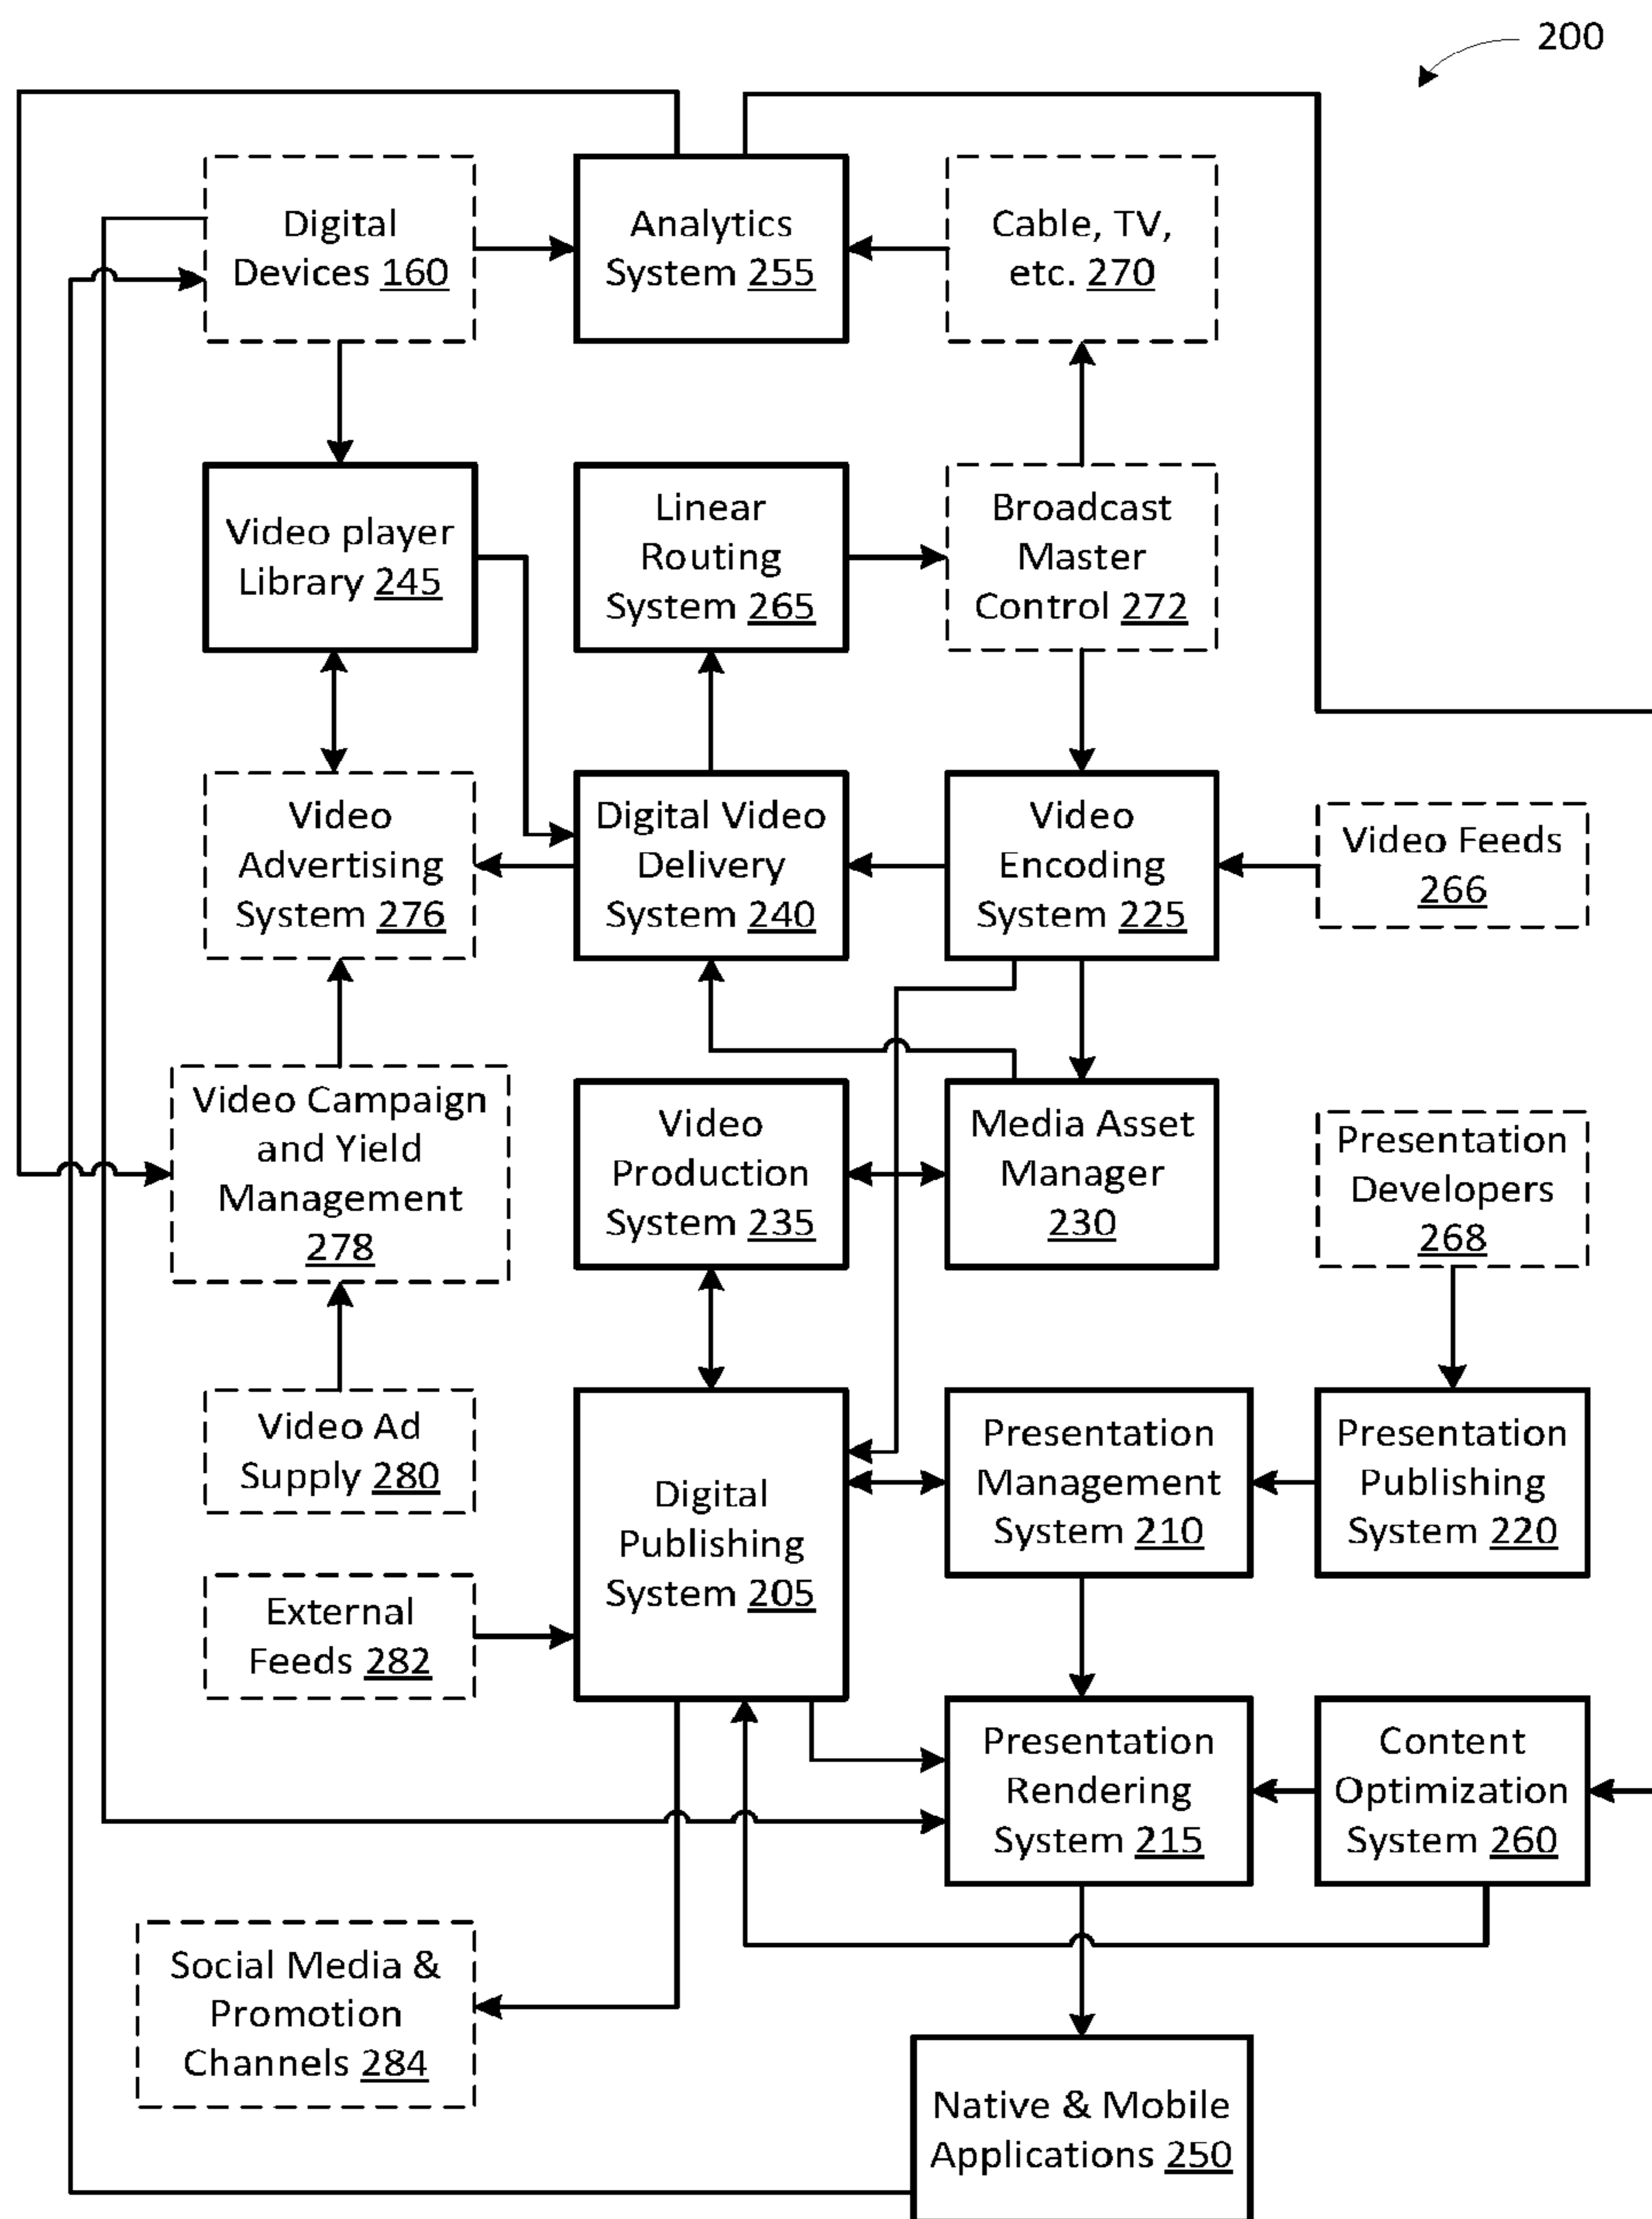 200
Digital
Devices 160
Analytics
System 255
Cable, TV,
etc. 270
Video player
Library 245
Linear
Routing
System 265
Broadcast
Master
Control 272
Video
Advertising
System 276
Digital Video
Delivery
System 240
Video
Encoding
System 225
Video Feeds
266
Video Campaign
and Yield
Management
278
Video
Production
System 235
Media Asset
Manager
230
Presentation
Developers
268
Video Ad
Supply 280
Digital
Publishing
System 205
Presentation
Management
System 210
Presentation
Publishing
System 220
External
Feeds 282
Presentation
Rendering
System 215
Content
Optimization
System 260
Social Media &
Promotion
Channels 284
Native & Mobile
Applications 250